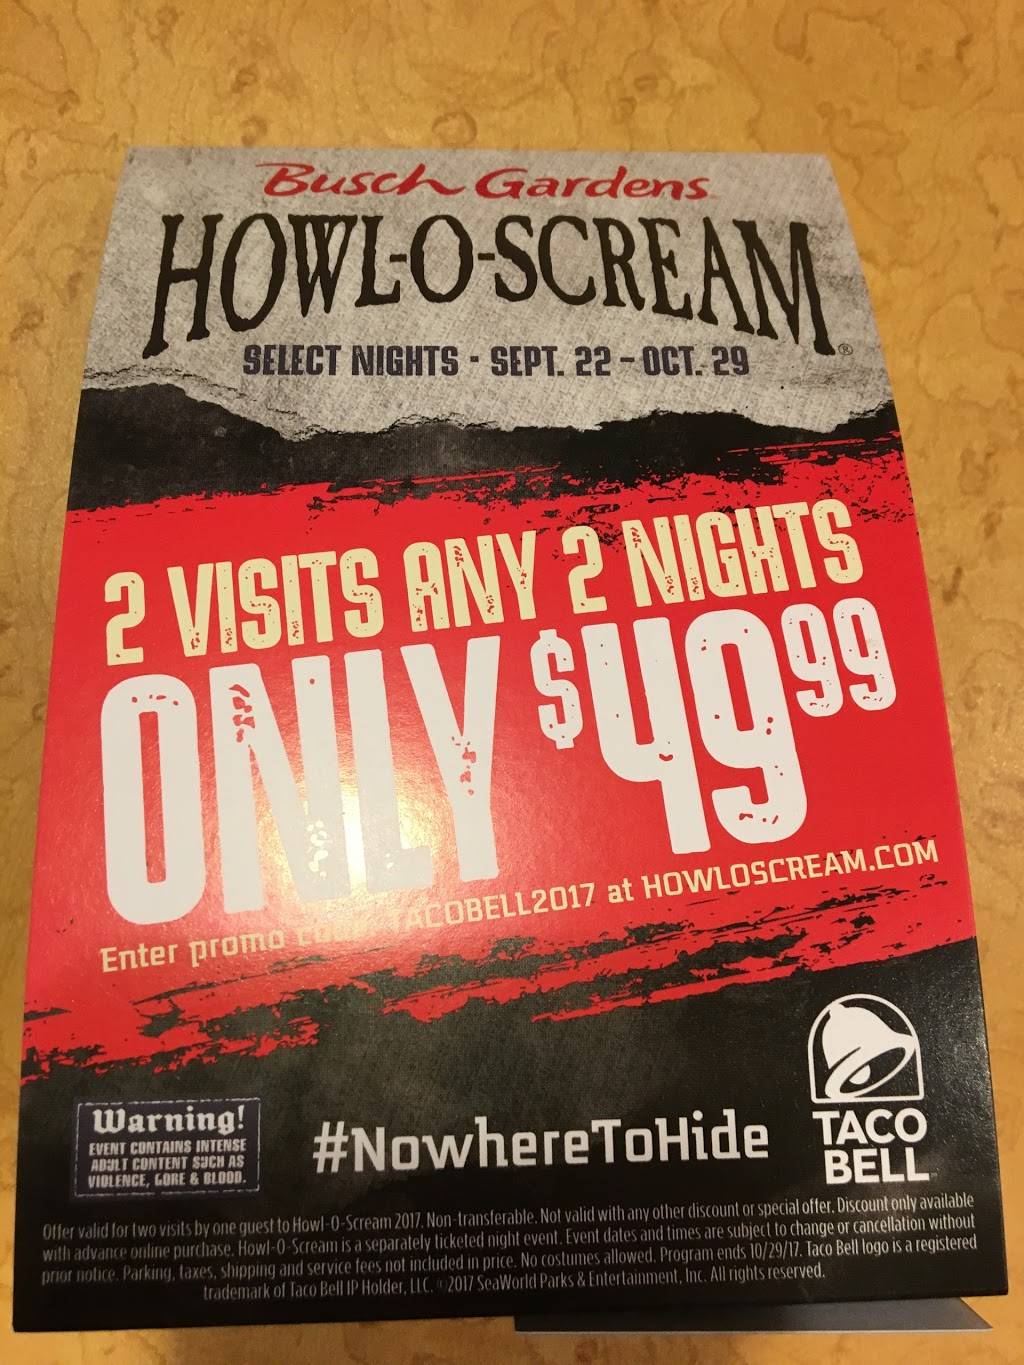 Busch Gardens
HOWL-O-SCREAM®
SELECT NIGHTS - SEPT. 22 - OCT. 29
2 VISITS ANY 2 NIGHTS
ONLY $49 99
Enter promo code TACOBELL2017 at HOWLOSCREAM.COM
Warning!
EVENT CONTAINS INTENSE
ADULT CONTENT SUCH AS
VIOLENCE, GORE & BLOOD.
#NowhereToHide
TACO
BELL
Offer valid for two visits by one guest to Howl-O-Scream 2017. Non-transferable. Not valid with any other discount or special offer. Discount only available
with advance online purchase. Howl-O-Scream is a separately ticketed night event. Event dates and times are subject to change or cancellation without
prior notice. Parking, taxes, shipping and service fees not included in price. No costumes allowed. Program ends 10/29/17. Taco Bell logo is a registered
trademark of Taco Bell IP Holder, LLC. ©2017 SeaWorld Parks & Entertainment, Inc. All rights reserved.